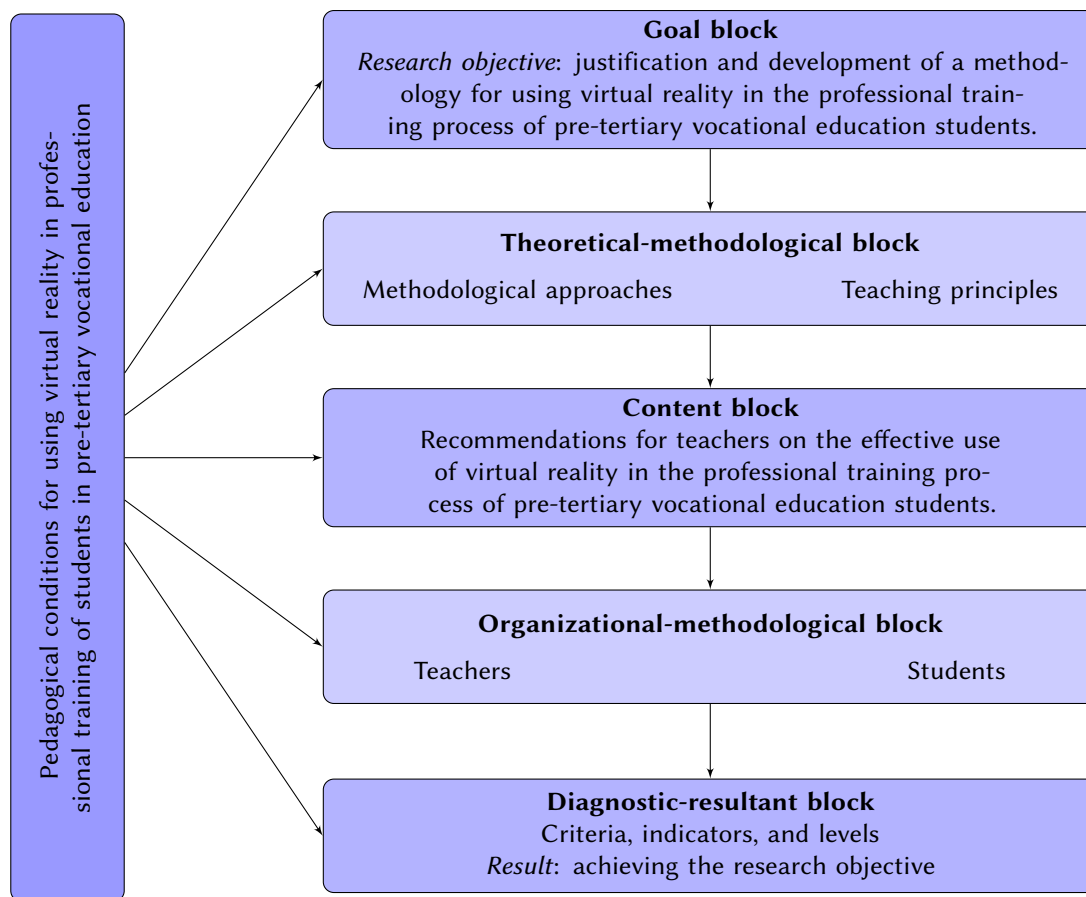 Pedagogical conditions for using virtual reality in profes-
sional training of students in pre-tertiary vocational education
Goal block
Research objective: justification and development of a method-
ology for using virtual reality in the professional train-
ing process of pre-tertiary vocational education students.
Theoretical-methodological block
Methodological approaches Teaching principles
Content block
Recommendations for teachers on the effective use
of virtual reality in the professional training pro-
cess of pre-tertiary vocational education students.
Organizational-methodological block
Teachers Students
Diagnostic-resultant block
Criteria, indicators, and levels
Result: achieving the research objective